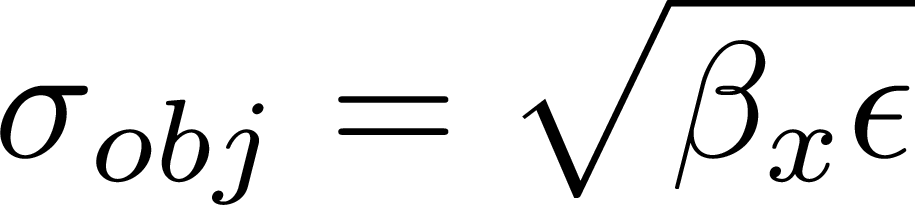 σ_{obj} = √(β_x ϵ)